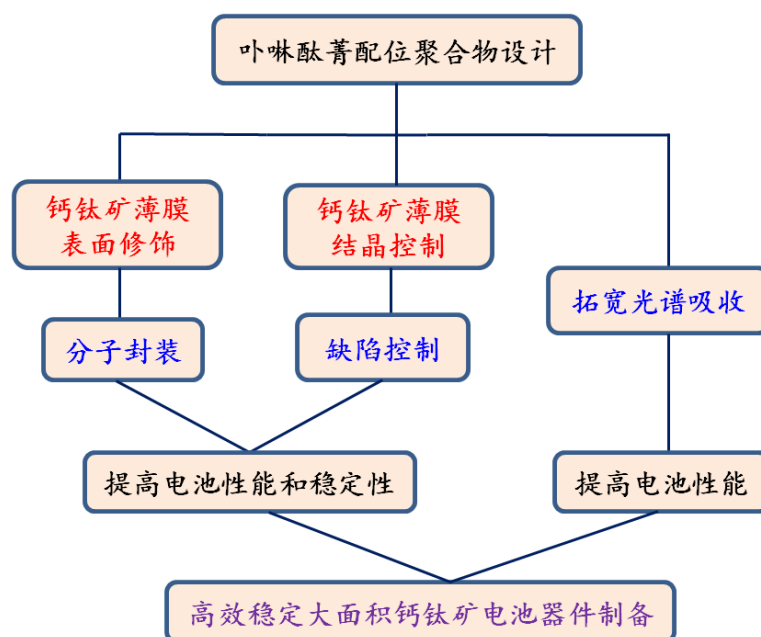 卟啉酞菁配位聚合物设计
钙钛矿薄膜
表面修饰
钙钛矿薄膜
结晶控制
拓宽光谱吸收
分子封装
缺陷控制
提高电池性能和稳定性
提高电池性能
高效稳定大面积钙钛矿电池器件制备